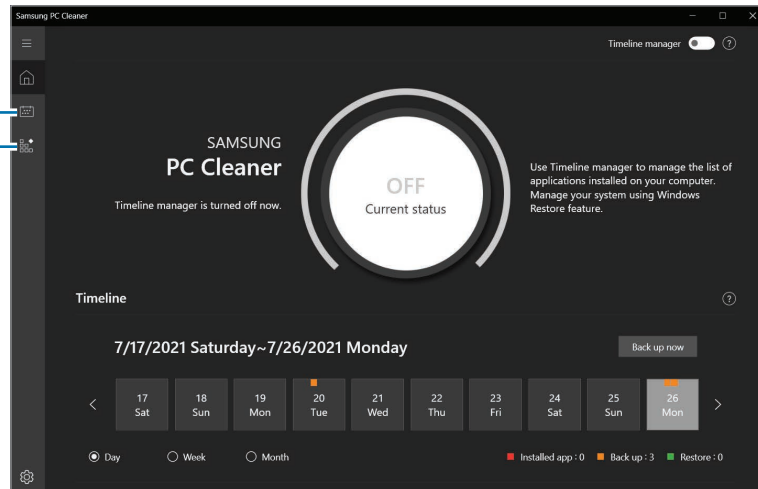 Samsung PC Cleaner
Timeline manager
?
SAMSUNG
PC Cleaner
Timeline manager is turned off now.
OFF
Current status
Use Timeline manager to manage the list of
applications installed on your computer.
Manage your system using Windows
Restore feature.
Timeline
?
7/17/2021 Saturday~7/26/2021 Monday
Back up now
17 18 19 20 21 22 23 24 25 26
Sat Sun Mon Tue Wed Thu Fri Sat Sun Mon
Day Week Month
Installed app : 0 Back up : 3 Restore : 0